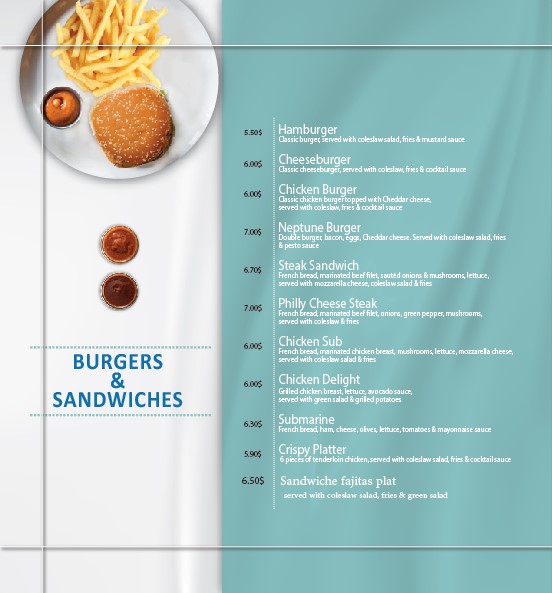 BURGERS
&
SANDWICHES
5.50$ Hamburger
Classic burger, served with coleslaw salad, fries & mustard sauce
6.00$ Cheeseburger
Classic cheeseburger, served with coleslaw, fries & cocktail sauce
6.00$ Chicken Burger
Classic chicken burger topped with Cheddar cheese,
served with coleslaw, fries & cocktail sauce
7.00$ Neptune Burger
Double burger, bacon, eggs, Cheddar cheese. Served with coleslaw salad, fries
& pesto sauce
6.70$ Steak Sandwich
French bread, marinated beef filet, sautéd onions & mushrooms, lettuce,
served with mozzarella cheese, coleslaw salad & fries
7.00$ Philly Cheese Steak
French bread, marinated beef filet, onions, green pepper, mushrooms,
served with coleslaw & fries
6.00$ Chicken Sub
French bread, marinated chicken breast, mushrooms, lettuce, mozzarella cheese,
served with coleslaw salad & fries
6.00$ Chicken Delight
Grilled chicken breast, lettuce, avocado sauce,
served with green salad & grilled potatoes
6.30$ Submarine
French bread, ham, cheese, olives, lettuce, tomatoes & mayonnaise sauce
5.90$ Crispy Platter
6 pieces of tenderloin chicken, served with coleslaw salad, fries & cocktail sauce
6.50$ Sandwiche fajitas plat
served with coleslaw salad, fries & green salad